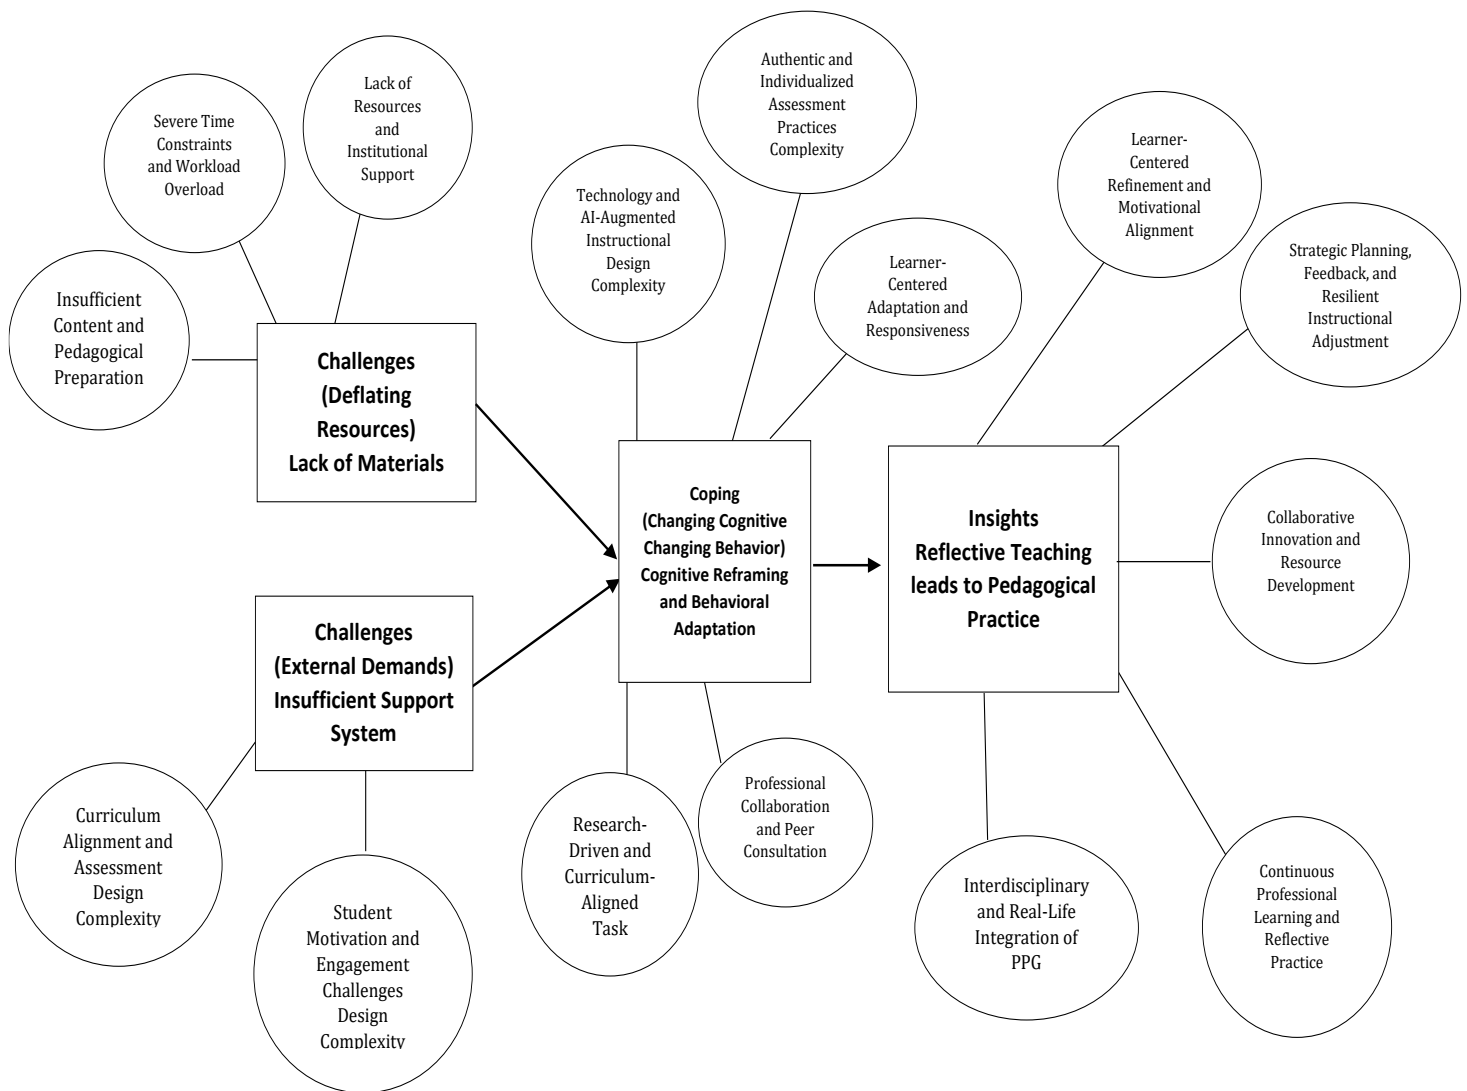 Lack of
Resources
and
Institutional
Support
Severe Time
Constraints
and Workload
Overload
Insufficient
Content and
Pedagogical
Preparation
Challenges
(Deflating
Resources)
Lack of Materials
Challenges
(External Demands)
Insufficient Support
System
Curriculum
Alignment and
Assessment
Design
Complexity
Student
Motivation and
Engagement
Challenges
Design
Complexity
Authentic and
Individualized
Assessment
Practices
Complexity
Technology and
AI-Augmented
Instructional
Design
Complexity
Learner-
Centered
Adaptation and
Responsiveness
Coping
(Changing Cognitive
Changing Behavior)
Cognitive Reframing
and Behavioral
Adaptation
Research-
Driven and
Curriculum-
Aligned
Task
Professional
Collaboration
and Peer
Consultation
Learner-
Centered
Refinement and
Motivational
Alignment
Strategic Planning,
Feedback, and
Resilient
Instructional
Adjustment
Insights
Reflective Teaching
leads to Pedagogical
Practice
Collaborative
Innovation and
Resource
Development
Interdisciplinary
and Real-Life
Integration of
PPG
Continuous
Professional
Learning and
Reflective
Practice